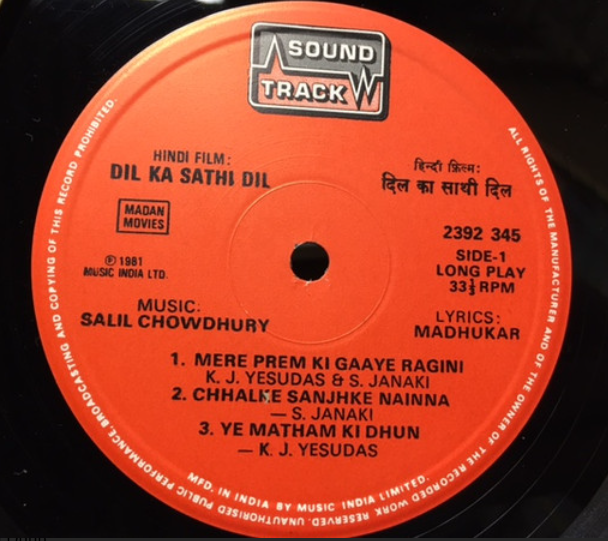 SOUND
TRACK
HINDI FILM:
DIL KA SATHI DIL
हिन्दी फ़िल्म:
दिल का साथी दिल
MADAN
MOVIES
2392 345
℗ 1981
MUSIC INDIA LTD.
SIDE-1
LONG PLAY
33⅓ RPM
MUSIC:
SALIL CHOWDHURY
LYRICS:
MADHUKAR
1. MERE PREM KI GAAYE RAGINI
K. J. YESUDAS & S. JANAKI
2. CHHALKE SANJHKE NAINNA
— S. JANAKI
3. YE MATHAM KI DHUN
— K. J. YESUDAS
MFD. IN INDIA BY MUSIC INDIA LIMITED.
ALL RIGHTS OF THE MANUFACTURER AND OF THE OWNER OF THE RECORDED WORK RESERVED. UNAUTHORISED PUBLIC PERFORMANCE, BROADCASTING AND COPYING OF THIS RECORD PROHIBITED.